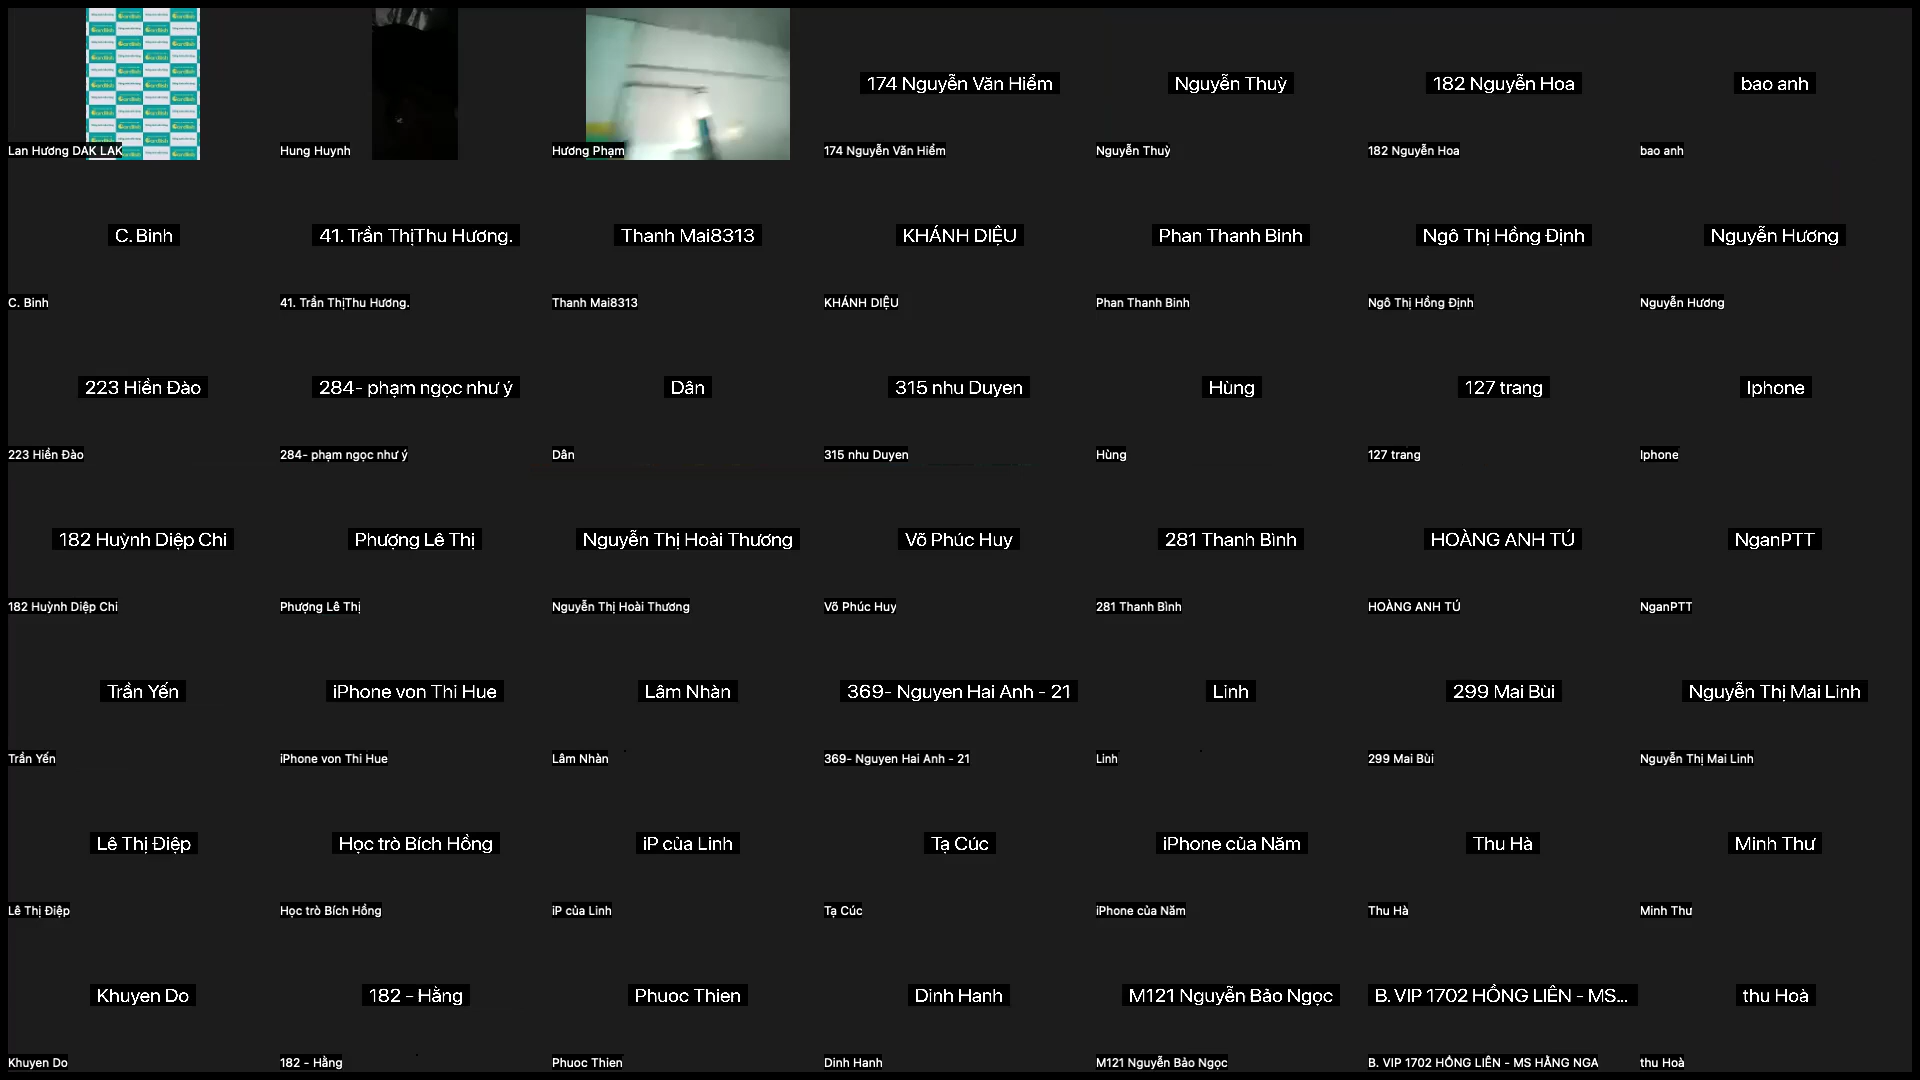 Lan Hương DAK LAK
Hung Huynh
Hương Phạm
174 Nguyễn Văn Hiểm
174 Nguyễn Văn Hiểm
Nguyễn Thuỳ
Nguyễn Thuỳ
182 Nguyễn Hoa
182 Nguyễn Hoa
bao anh
bao anh
C. Binh
C. Binh
41. Trần ThịThu Hương.
41. Trần ThịThu Hương.
Thanh Mai8313
Thanh Mai8313
KHÁNH DIỆU
KHÁNH DIỆU
Phan Thanh Binh
Phan Thanh Binh
Ngô Thị Hồng Định
Ngô Thị Hồng Định
Nguyễn Hương
Nguyễn Hương
223 Hiền Đào
223 Hiền Đào
284- phạm ngọc như ý
284- phạm ngọc như ý
Dân
Dân
315 nhu Duyen
315 nhu Duyen
Hùng
Hùng
127 trang
127 trang
Iphone
Iphone
182 Huỳnh Diệp Chi
182 Huỳnh Diệp Chi
Phượng Lê Thị
Phượng Lê Thị
Nguyễn Thị Hoài Thương
Nguyễn Thị Hoài Thương
Võ Phúc Huy
Võ Phúc Huy
281 Thanh Bình
281 Thanh Bình
HOÀNG ANH TÚ
HOÀNG ANH TÚ
NganPTT
NganPTT
Trần Yến
Trần Yến
iPhone von Thi Hue
iPhone von Thi Hue
Lâm Nhàn
Lâm Nhàn
369- Nguyen Hai Anh - 21
369- Nguyen Hai Anh - 21
Linh
Linh
299 Mai Bùi
299 Mai Bùi
Nguyễn Thị Mai Linh
Nguyễn Thị Mai Linh
Lê Thị Điệp
Lê Thị Điệp
Học trò Bích Hồng
Học trò Bích Hồng
iP của Linh
iP của Linh
Tạ Cúc
Tạ Cúc
iPhone của Năm
iPhone của Năm
Thu Hà
Thu Hà
Minh Thư
Minh Thư
Khuyen Do
Khuyen Do
182 - Hằng
182 - Hằng
Phuoc Thien
Phuoc Thien
Dinh Hanh
Dinh Hanh
M121 Nguyễn Bảo Ngọc
M121 Nguyễn Bảo Ngọc
B. VIP 1702 HỒNG LIÊN - MS...
B. VIP 1702 HỒNG LIÊN - MS HẰNG NGA
thu Hoà
thu Hoà